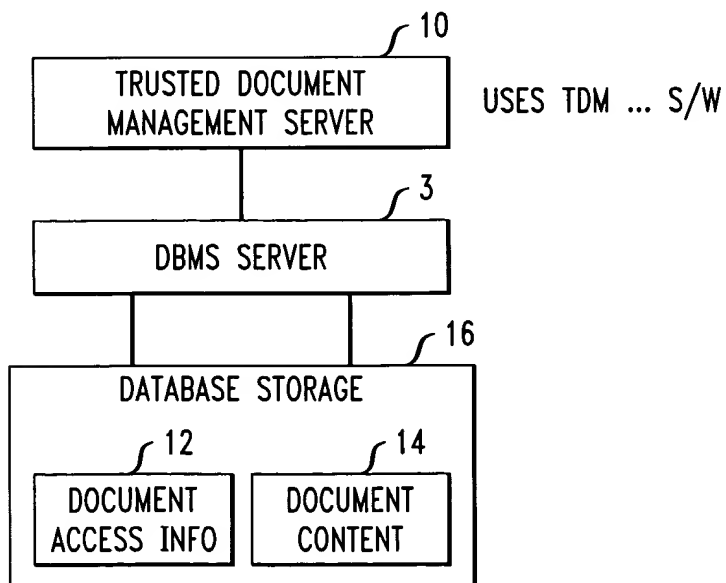 10
TRUSTED DOCUMENT
MANAGEMENT SERVER
USES TDM ... S/W
3
DBMS SERVER
16
DATABASE STORAGE
12
14
DOCUMENT
ACCESS INFO
DOCUMENT
CONTENT